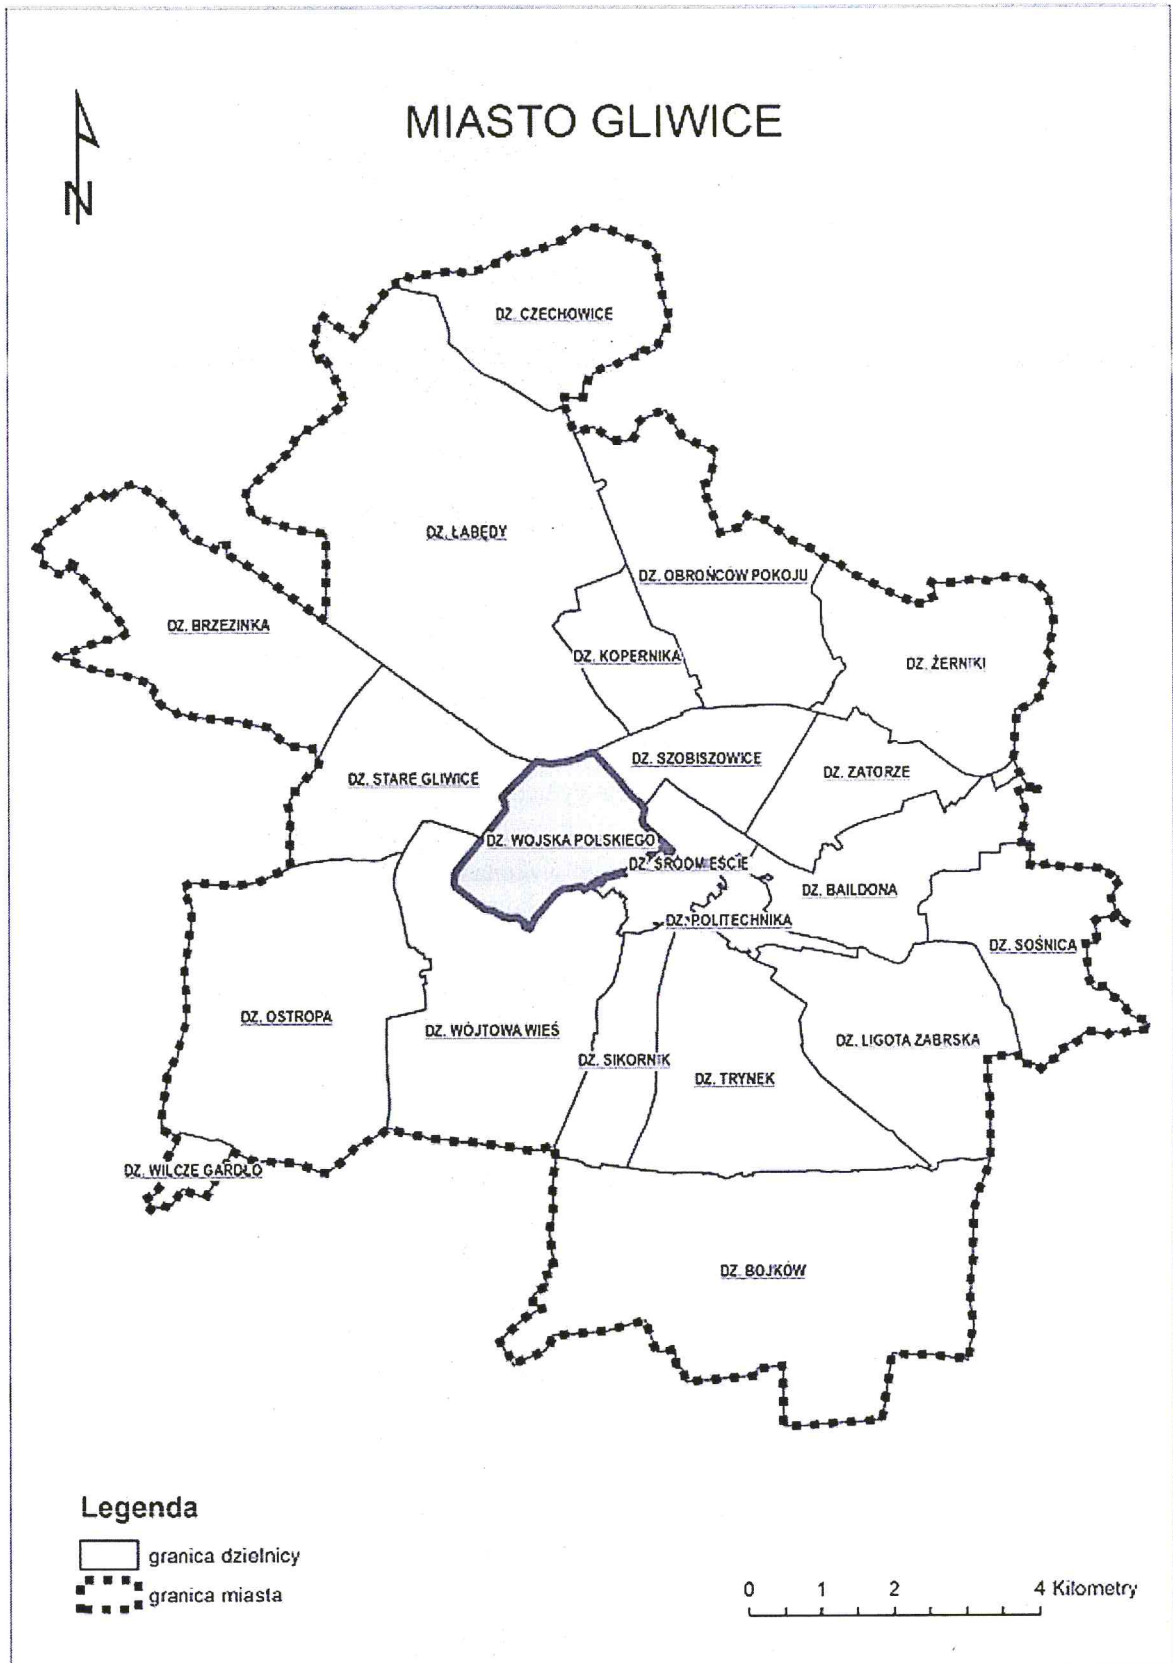 MIASTO GLIWICE
N
DZ. CZECHOWICE
DZ. ŁABĘDY
DZ. OBROŃCÓW POKOJU
DZ. BRZEZINKA
DZ. KOPERNIKA
DZ. ŻERNIKI
DZ. SZOBISZOWICE
DZ. ZATORZE
DZ. STARE GLIWICE
DZ. WOJSKA POLSKIEGO
DZ. ŚRÓDMIEŚCIE
DZ. BAILDONA
DZ. POLITECHNIKA
DZ. SOŚNICA
DZ. OSTROPA
DZ. WÓJTOWA WIEŚ
DZ. LIGOTA ZABRSKA
DZ. SIKORNIK
DZ. TRYNEK
DZ. WILCZE GARDŁO
DZ. BOJKÓW
Legenda
granica dzielnicy
granica miasta
0 1 2 4 Kilometry